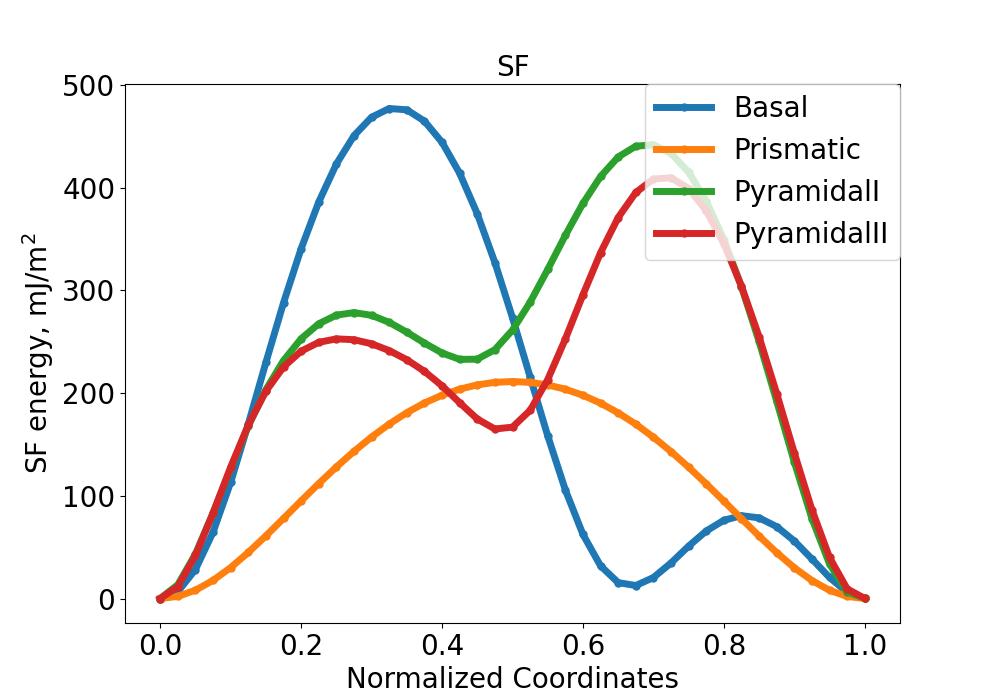 SF
500
400
300
200
100
0
SF energy, mJ/m²
0.0 0.2 0.4 0.6 0.8 1.0
Normalized Coordinates
Basal
Prismatic
PyramidalI
PyramidalII